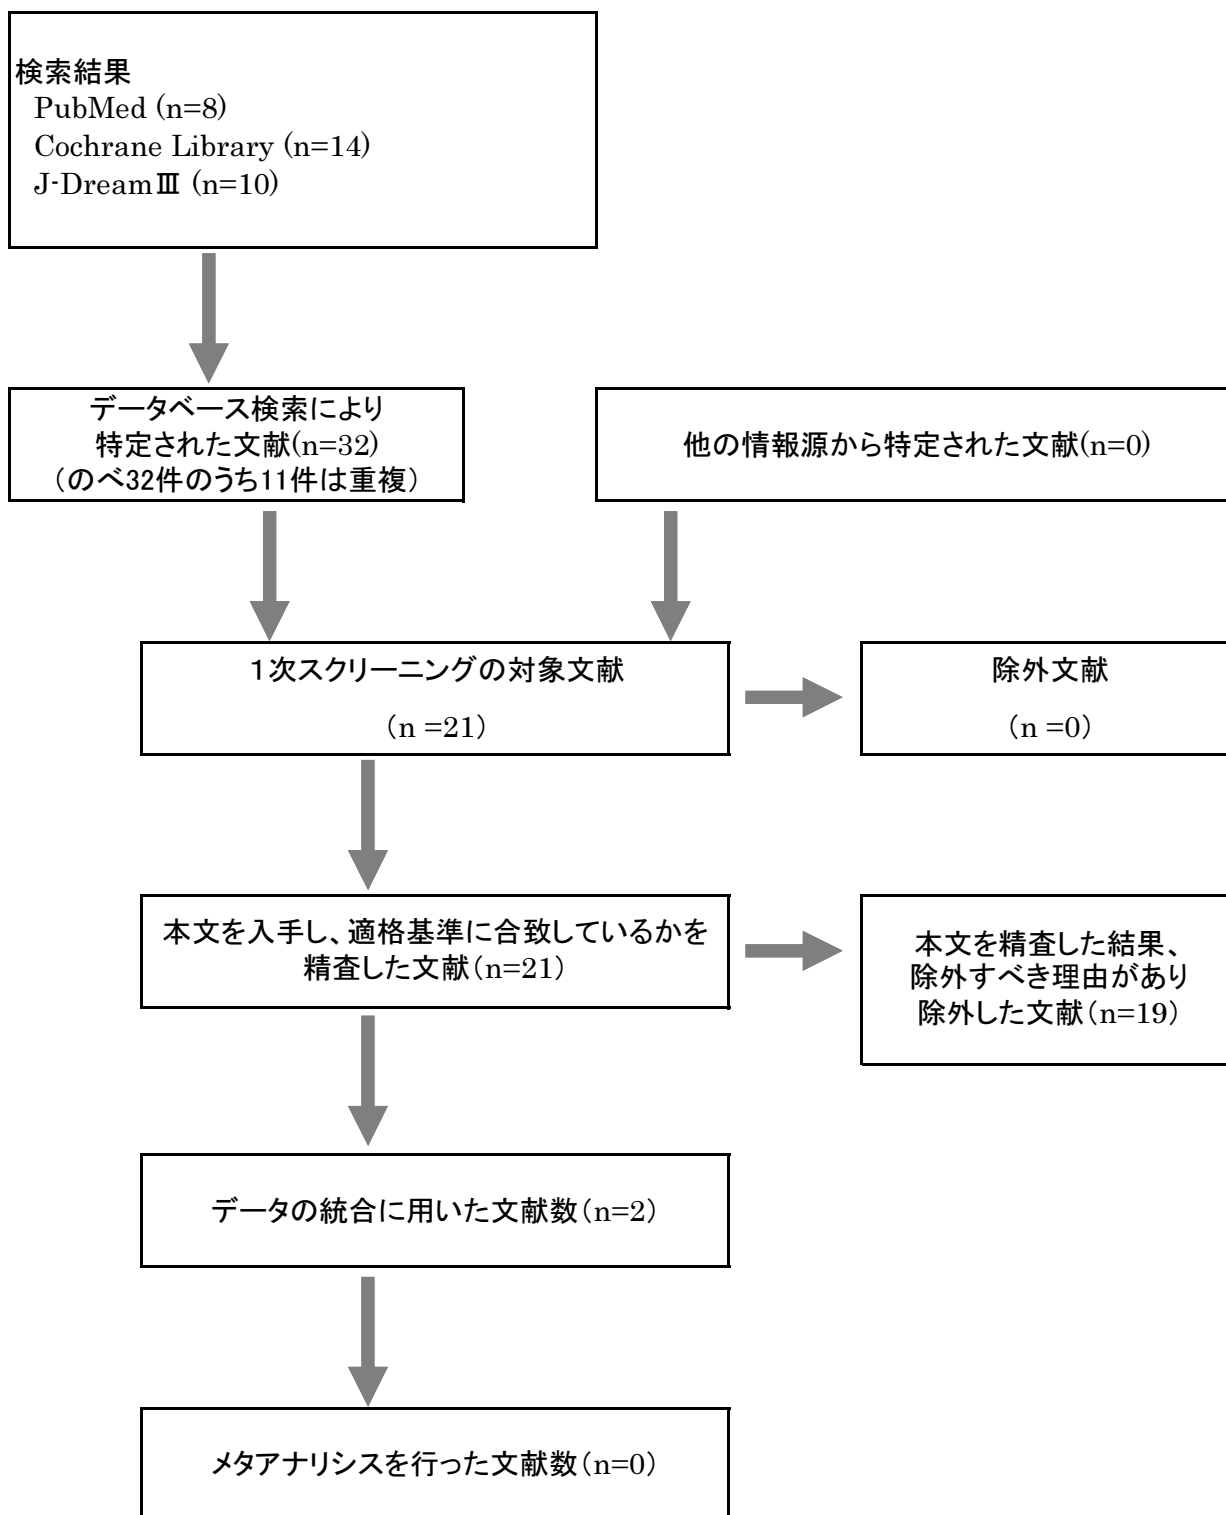 検索結果
PubMed (n=8)
Cochrane Library (n=14)
J-DreamⅢ (n=10)
データベース検索により
特定された文献(n=32)
（のべ32件のうち11件は重複）
他の情報源から特定された文献(n=0)
1次スクリーニングの対象文献
（n =21）
除外文献
（n =0）
本文を入手し、適格基準に合致しているかを
精査した文献（n=21）
本文を精査した結果、
除外すべき理由があり
除外した文献（n=19）
データの統合に用いた文献数（n=2）
メタアナリシスを行った文献数（n=0）